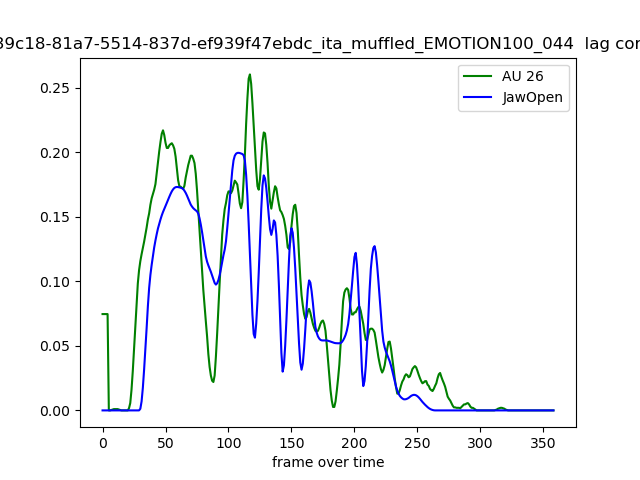 39c18-81a7-5514-837d-ef939f47ebdc_ita_muffled_EMOTION100_044  lag cor
AU 26
JawOpen
0.25
0.20
0.15
0.10
0.05
0.00
0 50 100 150 200 250 300 350
frame over time